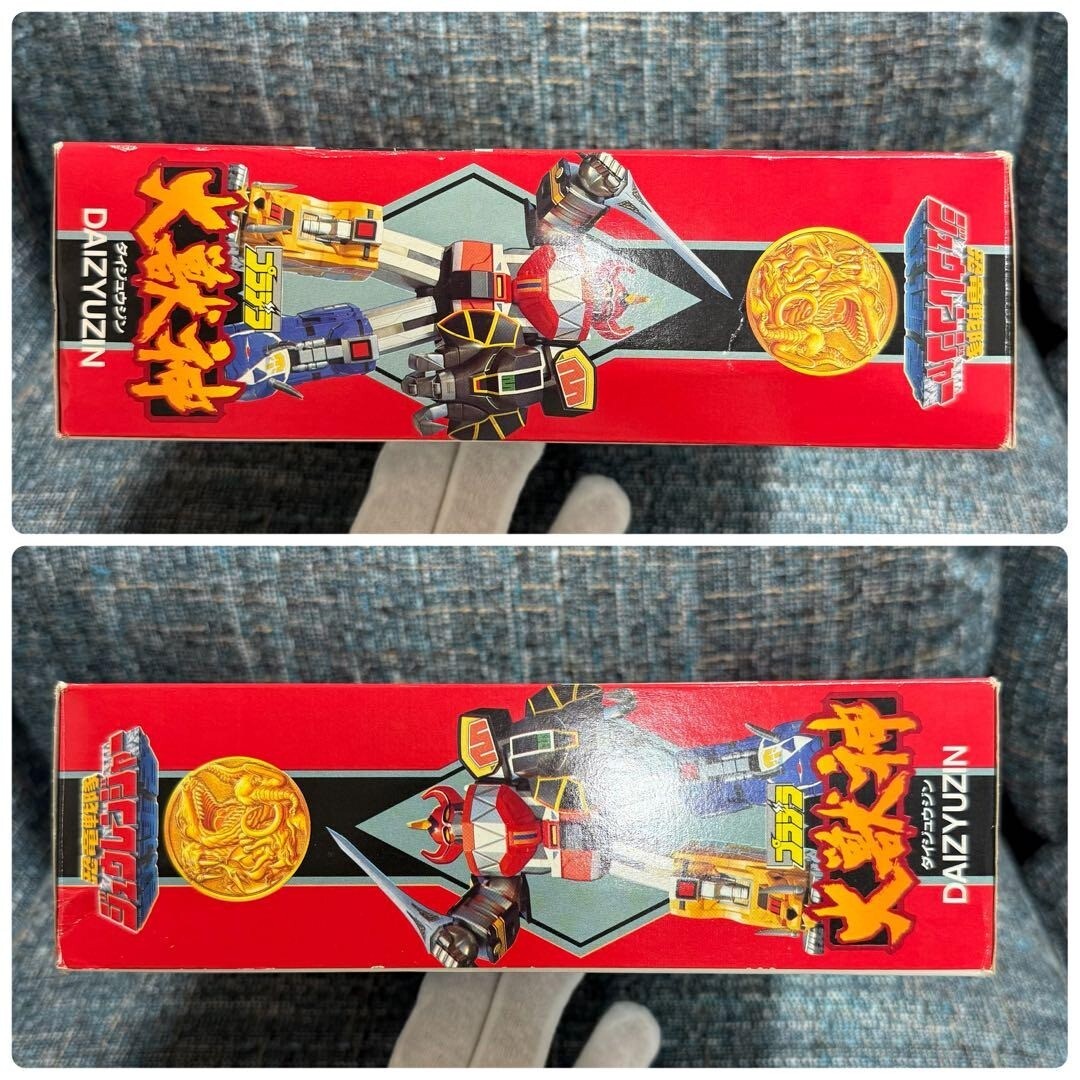 恐竜戦隊
ジュウレンジャー
プラデラ
大獣神
ダイジュウジン
DAIZYUZIN
恐竜戦隊
ジュウレンジャー
プラデラ
大獣神
ダイジュウジン
DAIZYUZIN